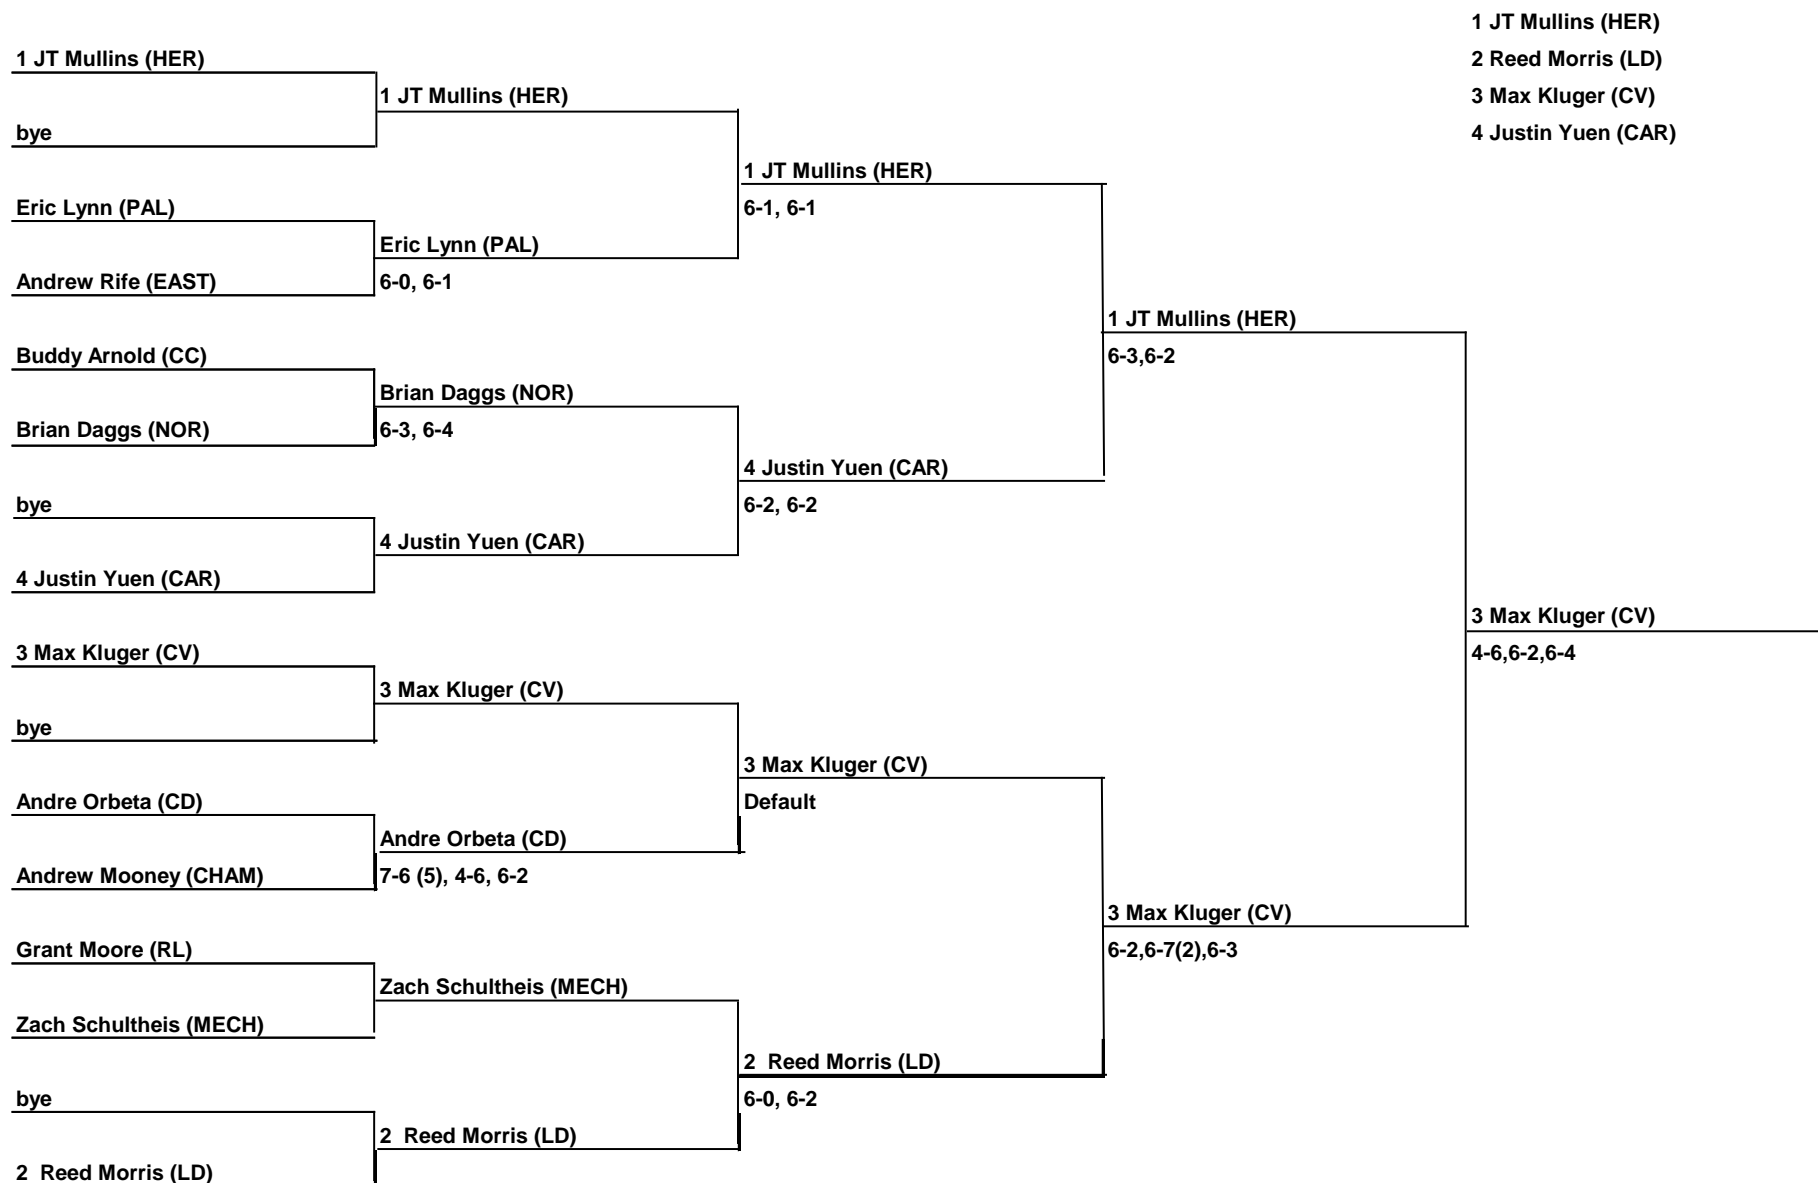 1 JT Mullins (HER)
2 Reed Morris (LD)
3 Max Kluger (CV)
4 Justin Yuen (CAR)
1 JT Mullins (HER)
bye
Eric Lynn (PAL)
Andrew Rife (EAST)
Buddy Arnold (CC)
Brian Daggs (NOR)
bye
4 Justin Yuen (CAR)
3 Max Kluger (CV)
bye
Andre Orbeta (CD)
Andrew Mooney (CHAM)
Grant Moore (RL)
Zach Schultheis (MECH)
bye
2  Reed Morris (LD)
1 JT Mullins (HER)
Eric Lynn (PAL)
6-0, 6-1
Brian Daggs (NOR)
6-3, 6-4
4 Justin Yuen (CAR)
3 Max Kluger (CV)
Andre Orbeta (CD)
7-6 (5), 4-6, 6-2
Zach Schultheis (MECH)
2  Reed Morris (LD)
1 JT Mullins (HER)
6-1, 6-1
4 Justin Yuen (CAR)
6-2, 6-2
3 Max Kluger (CV)
Default
2  Reed Morris (LD)
6-0, 6-2
1 JT Mullins (HER)
6-3,6-2
3 Max Kluger (CV)
6-2,6-7(2),6-3
3 Max Kluger (CV)
4-6,6-2,6-4